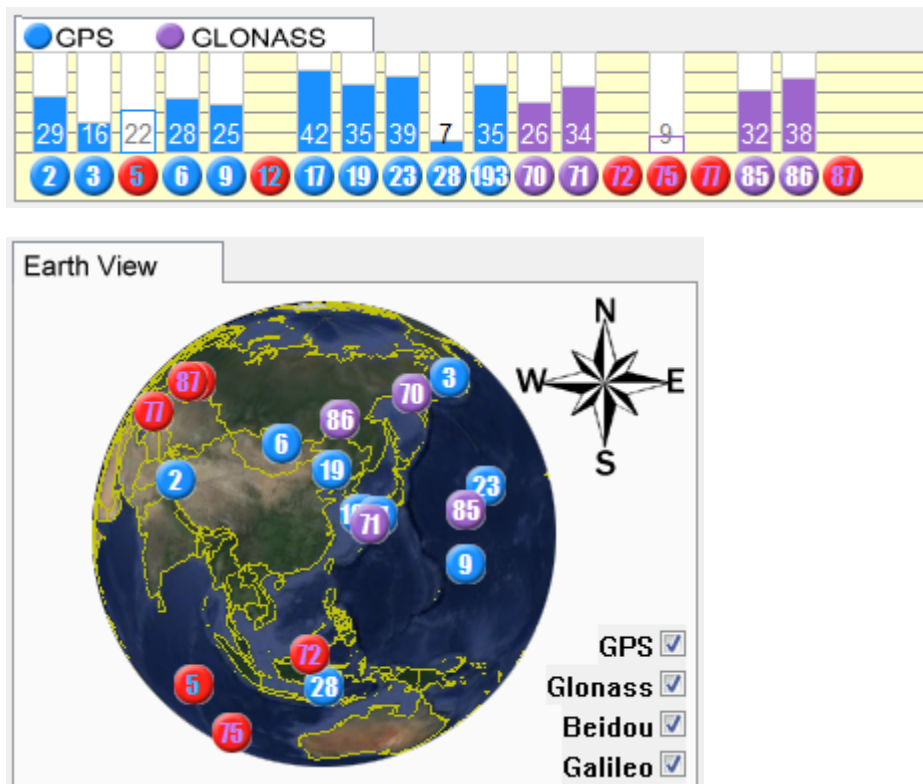 GPS GLONASS
29 16 22 28 25 42 35 39 7 35 26 34 9 32 38
2 3 5 6 9 12 17 19 23 28 193 70 71 72 75 77 85 86 87
Earth View
N
W E
S
3
87
70
77
86
6
19
2
23
85
71
9
72
GPS
5
28
Glonass
75
Beidou
Galileo